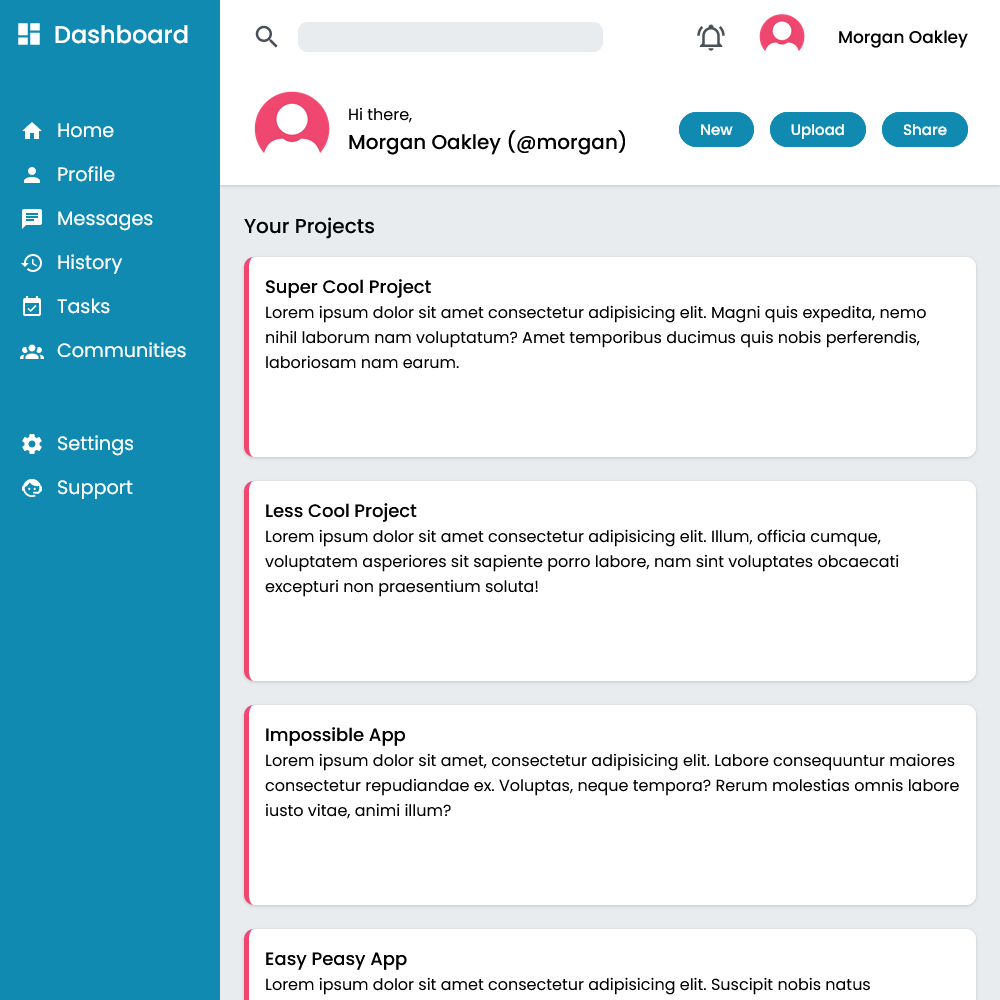 Dashboard
Home
Profile
Messages
History
Tasks
Communities
Settings
Support
Morgan Oakley
Hi there,
Morgan Oakley (@morgan)
New
Upload
Share
Your Projects
Super Cool Project
Lorem ipsum dolor sit amet consectetur adipisicing elit. Magni quis expedita, nemo
nihil laborum nam voluptatum? Amet temporibus ducimus quis nobis perferendis,
laboriosam nam earum.
Less Cool Project
Lorem ipsum dolor sit amet consectetur adipisicing elit. Illum, officia cumque,
voluptatem asperiores sit sapiente porro labore, nam sint voluptates obcaecati
excepturi non praesentium soluta!
Impossible App
Lorem ipsum dolor sit amet, consectetur adipisicing elit. Labore consequuntur maiores
consectetur repudiandae ex. Voluptas, neque tempora? Rerum molestias omnis labore
iusto vitae, animi illum?
Easy Peasy App
Lorem ipsum dolor sit amet consectetur adipisicing elit. Suscipit nobis natus